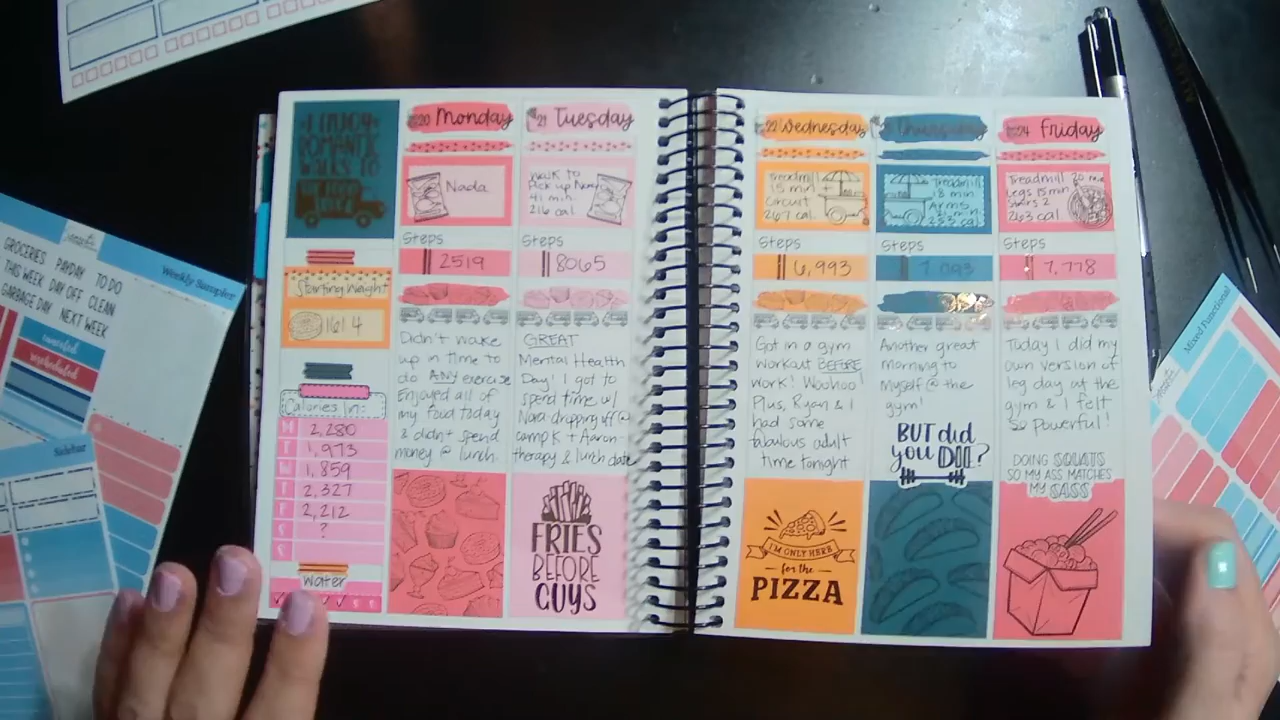 I ENJOY
ROMANTIC
WALKS TO
THE FOOD
TRUCK
Starting Weight
161.4
Calories In:
M 2,280
T 1,973
W 1,859
T 2,327
F 2,212
S ?
S
Water
20 Monday
Nada
Steps
2519
Didn't wake
up in time to
do ANY exercise
Enjoyed all of
my food today
& didn't spend
money @ lunch.
21 Tuesday
Walk to
Pick up Nora
41 min.
216 cal
Steps
8065
GREAT
Mental Health
Day! I got to
spend time w/
Nora dropping off @
camp K + Aaron-
therapy & lunch date
FRIES
BEFORE
GUYS
22 Wednesday
Treadmill
15 min
Circuit
267 cal.
Steps
6,993
Got in a gym
workout BEFORE
work! Woohoo!
Plus, Ryan & I
had some
fabulous adult
time tonight
I'M ONLY HERE
for the
PIZZA
Thursday
Treadmill
18 min
Arms
233 cal
Steps
7,093
Another great
morning to
myself @ the
gym!
BUT did
you DIE?
24 Friday
Treadmill 20 min
Legs 15 min
Stairs 2
263 cal
Steps
7,778
Today I did my
own version of
leg day at the
gym & I felt
so powerful!
DOING SQUATS
SO MY ASS MATCHES
MY SASS
Weekly Sampler
GROCERIES PAYDAY TO DO
THIS WEEK DAY OFF CLEAN
GARBAGE DAY NEXT WEEK
canceled
rescheduled
Sidebar
Mixed Functional